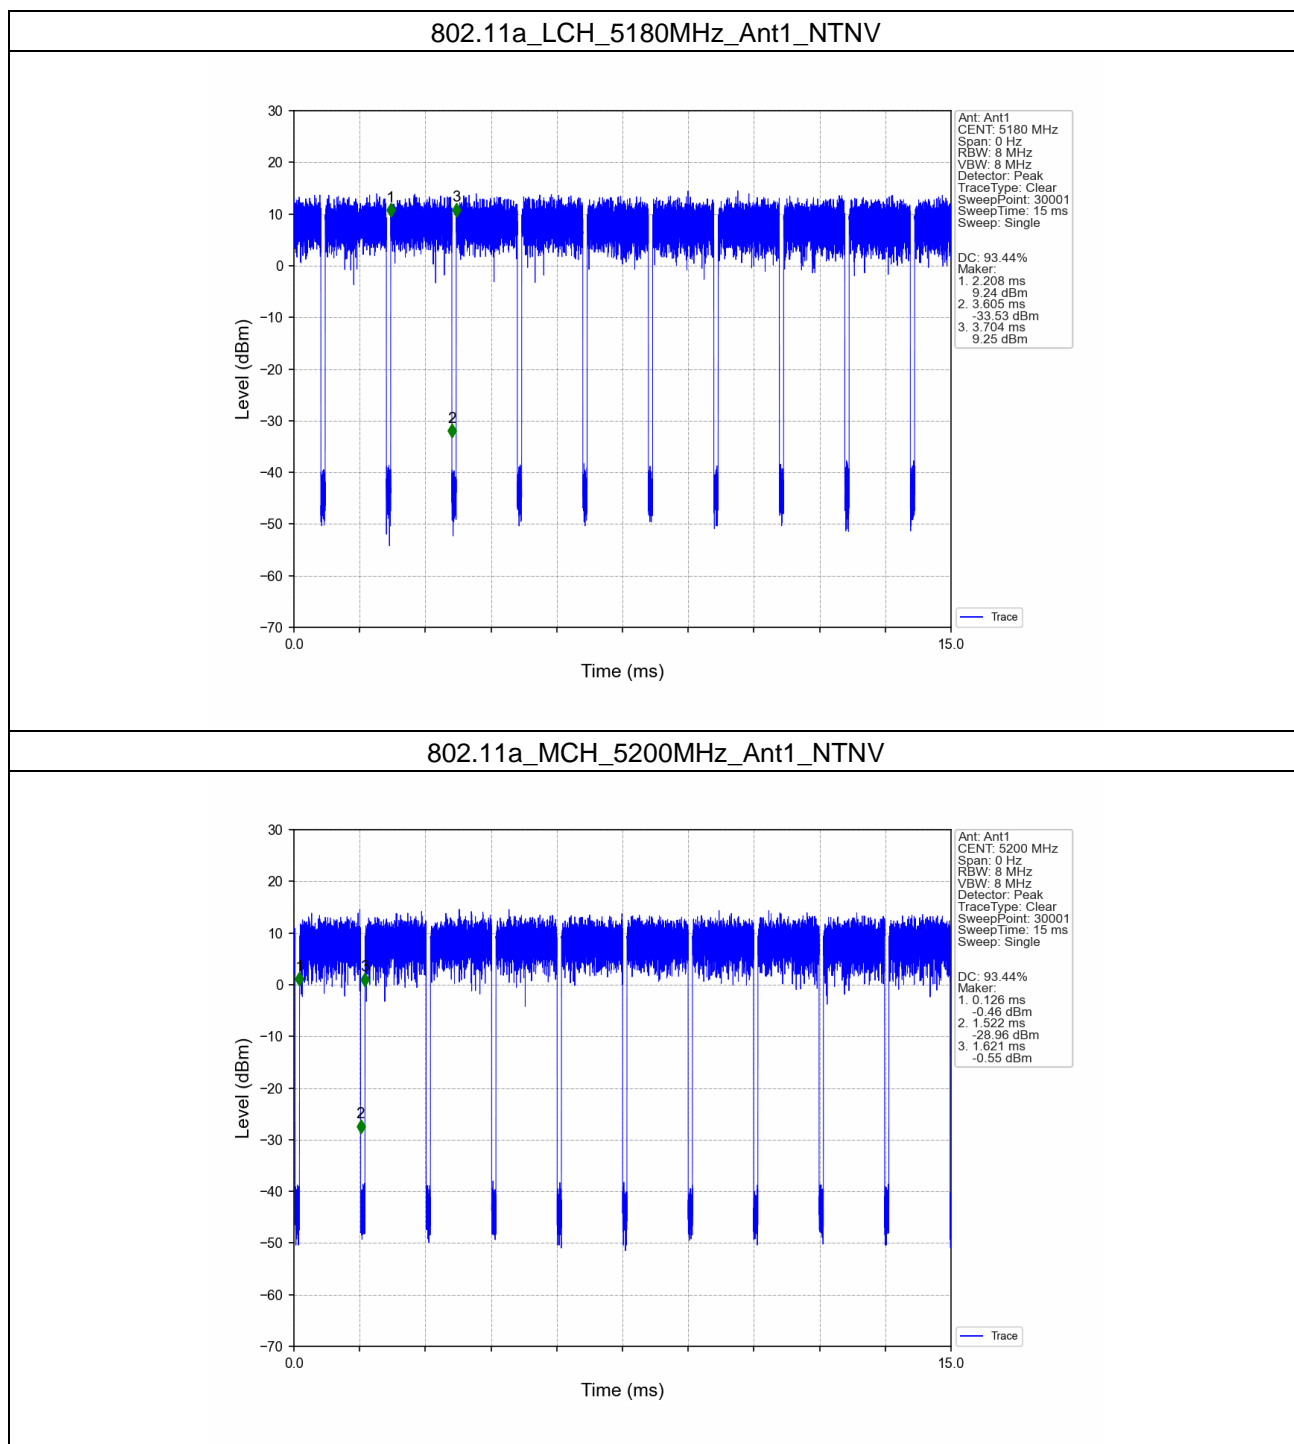 802.11a_LCH_5180MHz_Ant1_NTNV
30
20
10
0
−10
−20
−30
−40
−50
−60
−70
Level (dBm)
0.0
15.0
Time (ms)
1
2
3
Ant: Ant1
CENT: 5180 MHz
Span: 0 Hz
RBW: 8 MHz
VBW: 8 MHz
Detector: Peak
TraceType: Clear
SweepPoint: 30001
SweepTime: 15 ms
Sweep: Single
DC: 93.44%
Maker:
1. 2.208 ms
9.24 dBm
2. 3.605 ms
-33.53 dBm
3. 3.704 ms
9.25 dBm
Trace
802.11a_MCH_5200MHz_Ant1_NTNV
30
20
10
0
−10
−20
−30
−40
−50
−60
−70
Level (dBm)
0.0
15.0
Time (ms)
1
2
3
Ant: Ant1
CENT: 5200 MHz
Span: 0 Hz
RBW: 8 MHz
VBW: 8 MHz
Detector: Peak
TraceType: Clear
SweepPoint: 30001
SweepTime: 15 ms
Sweep: Single
DC: 93.44%
Maker:
1. 0.126 ms
-0.46 dBm
2. 1.522 ms
-28.96 dBm
3. 1.621 ms
-0.55 dBm
Trace